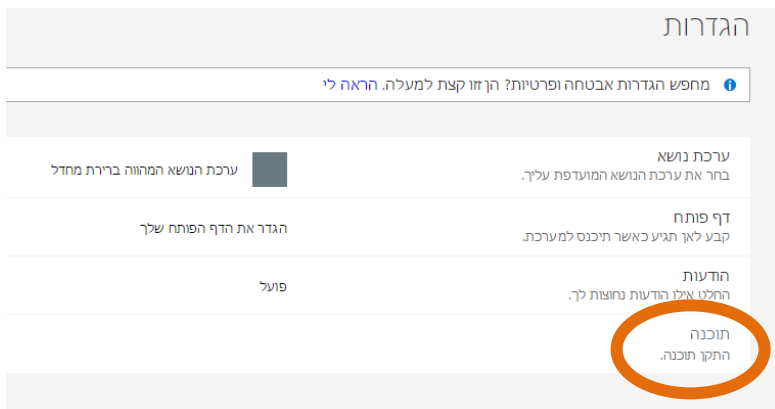 הגדרות
מחפש הגדרות אבטחה ופרטיות? הן זזו קצת למעלה. הראה לי
ערכת נושא
בחר את ערכת הנושא המועדפת עליך.
ערכת הנושא המהווה ברירת מחדל
דף פותח
קבע לאן תגיע כאשר תיכנס למערכת.
הגדר את הדף הפותח שלך
הודעות
החלט אילו הודעות נחוצות לך.
פועל
תוכנה
התקן תוכנה.